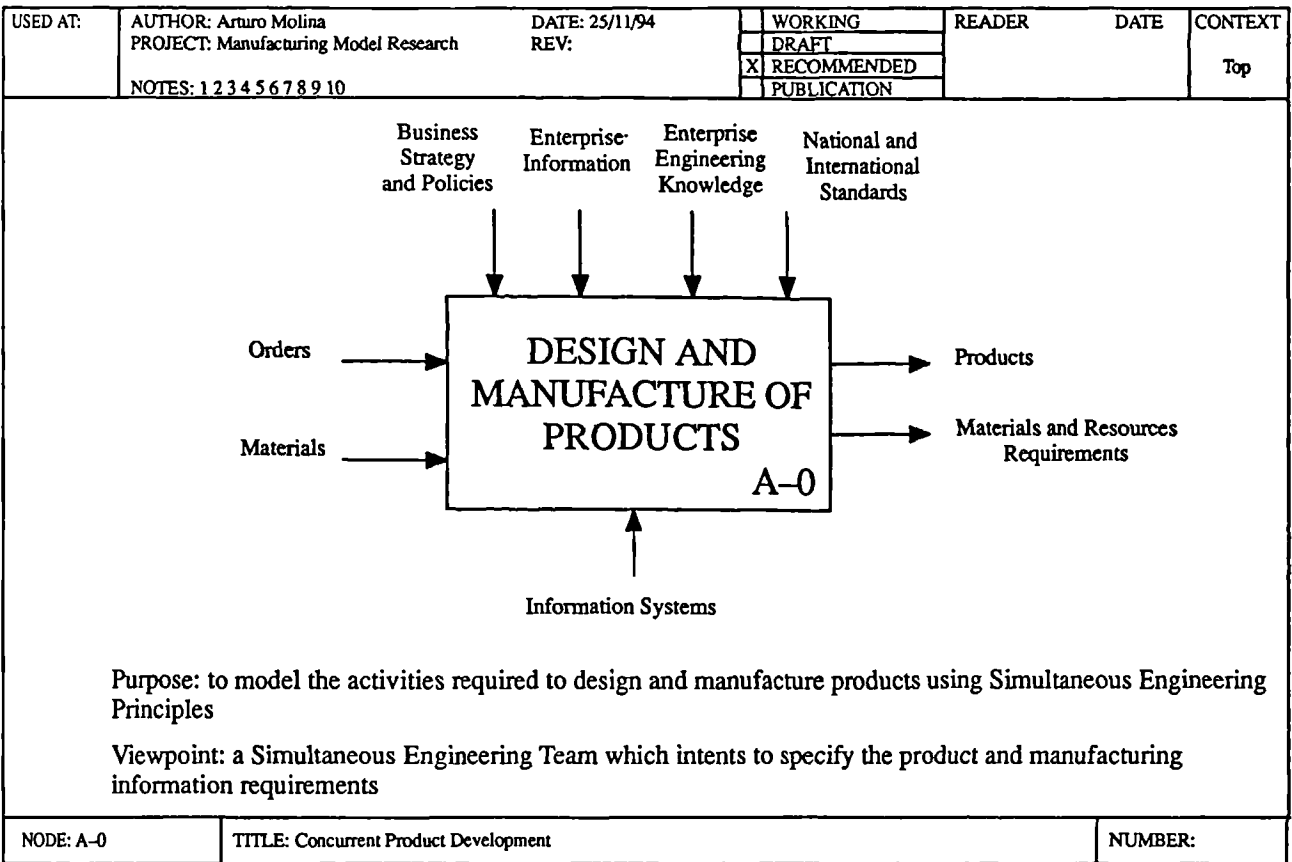 USED AT:
AUTHOR: Arturo Molina
DATE: 25/11/94
PROJECT: Manufacturing Model Research
REV:
NOTES: 1 2 3 4 5 6 7 8 9 10
WORKING
DRAFT
X RECOMMENDED
PUBLICATION
READER DATE
CONTEXT
Top
Business
Strategy
and Policies
Enterprise
Information
Enterprise
Engineering
Knowledge
National and
International
Standards
Orders
Materials
DESIGN AND
MANUFACTURE OF
PRODUCTS
A–0
Products
Materials and Resources
Requirements
Information Systems
Purpose: to model the activities required to design and manufacture products using Simultaneous Engineering
Principles
Viewpoint: a Simultaneous Engineering Team which intents to specify the product and manufacturing
information requirements
NODE: A–0
TITLE: Concurrent Product Development
NUMBER: